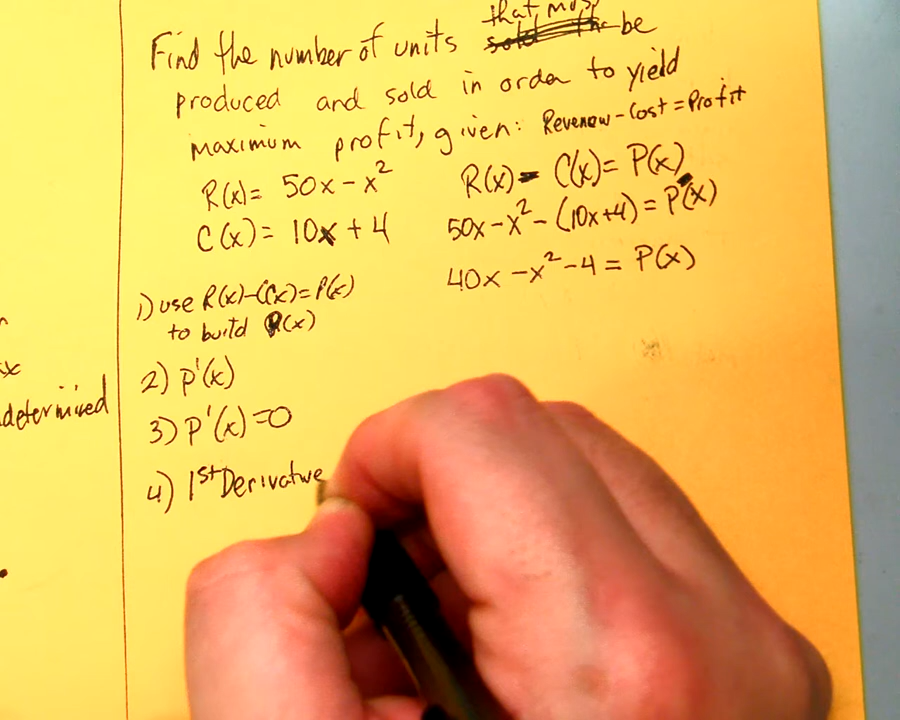 Find the number of units that must be
produced and sold in order to yield
maximum profit, given: Revenew - Cost = Profit
R(x) = 50x - x²
C(x) = 10x + 4
R(x) - C(x) = P(x)
50x - x² - (10x+4) = P(x)
40x - x² - 4 = P(x)
1) use R(x)-C(x)=P(x)
to build P(x)
2) P'(x)
3) P'(x)=0
4) 1st Derivative
determined